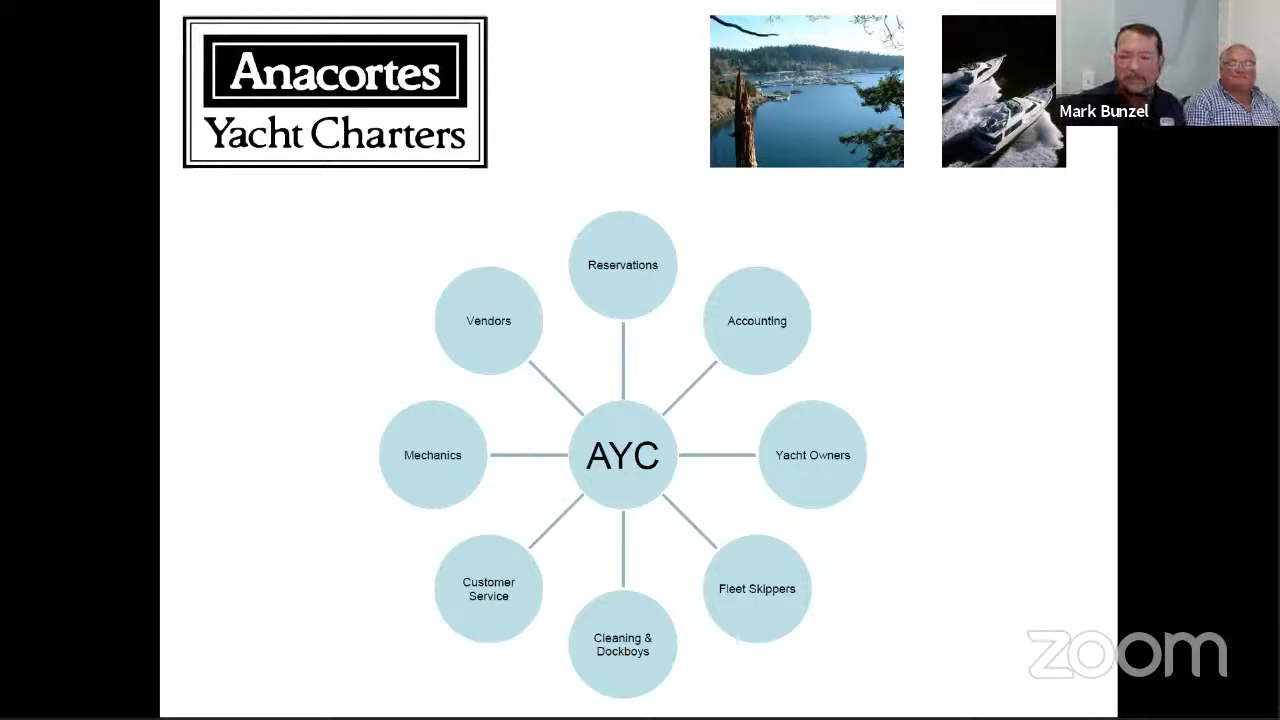 Anacortes
Yacht Charters
Mark Bunzel
Reservations
Vendors
Accounting
Mechanics
AYC
Yacht Owners
Customer
Service
Fleet Skippers
Cleaning &
Dockboys
zoom